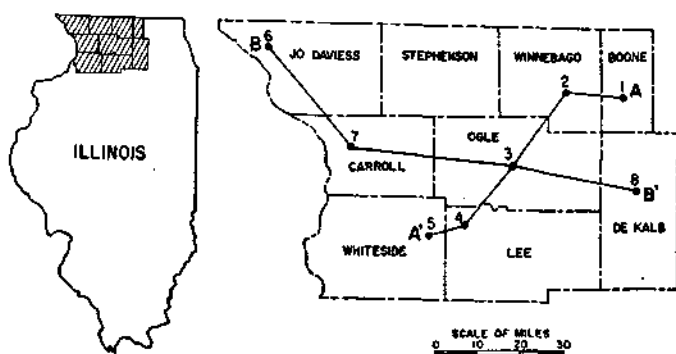 ILLINOIS
6
B
JO DAVIESS
STEPHENSON
WINNEBAGO
BOONE
2
1 A
7
OGLE
3
CARROLL
8
B'
A' 5
4
WHITESIDE
LEE
DE KALB
SCALE OF MILES
0 10 20 30